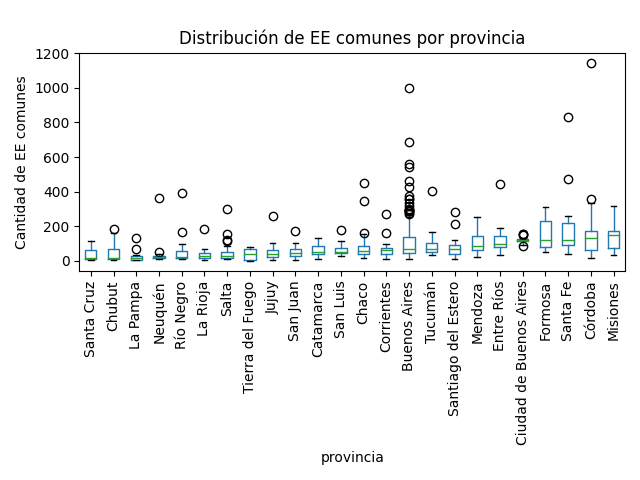 Distribución de EE comunes por provincia
Cantidad de EE comunes
1200
1000
800
600
400
200
0
Santa Cruz
Chubut
La Pampa
Neuquén
Río Negro
La Rioja
Salta
Tierra del Fuego
Jujuy
San Juan
Catamarca
San Luis
Chaco
Corrientes
Buenos Aires
Tucumán
Santiago del Estero
Mendoza
Entre Ríos
Ciudad de Buenos Aires
Formosa
Santa Fe
Córdoba
Misiones
provincia